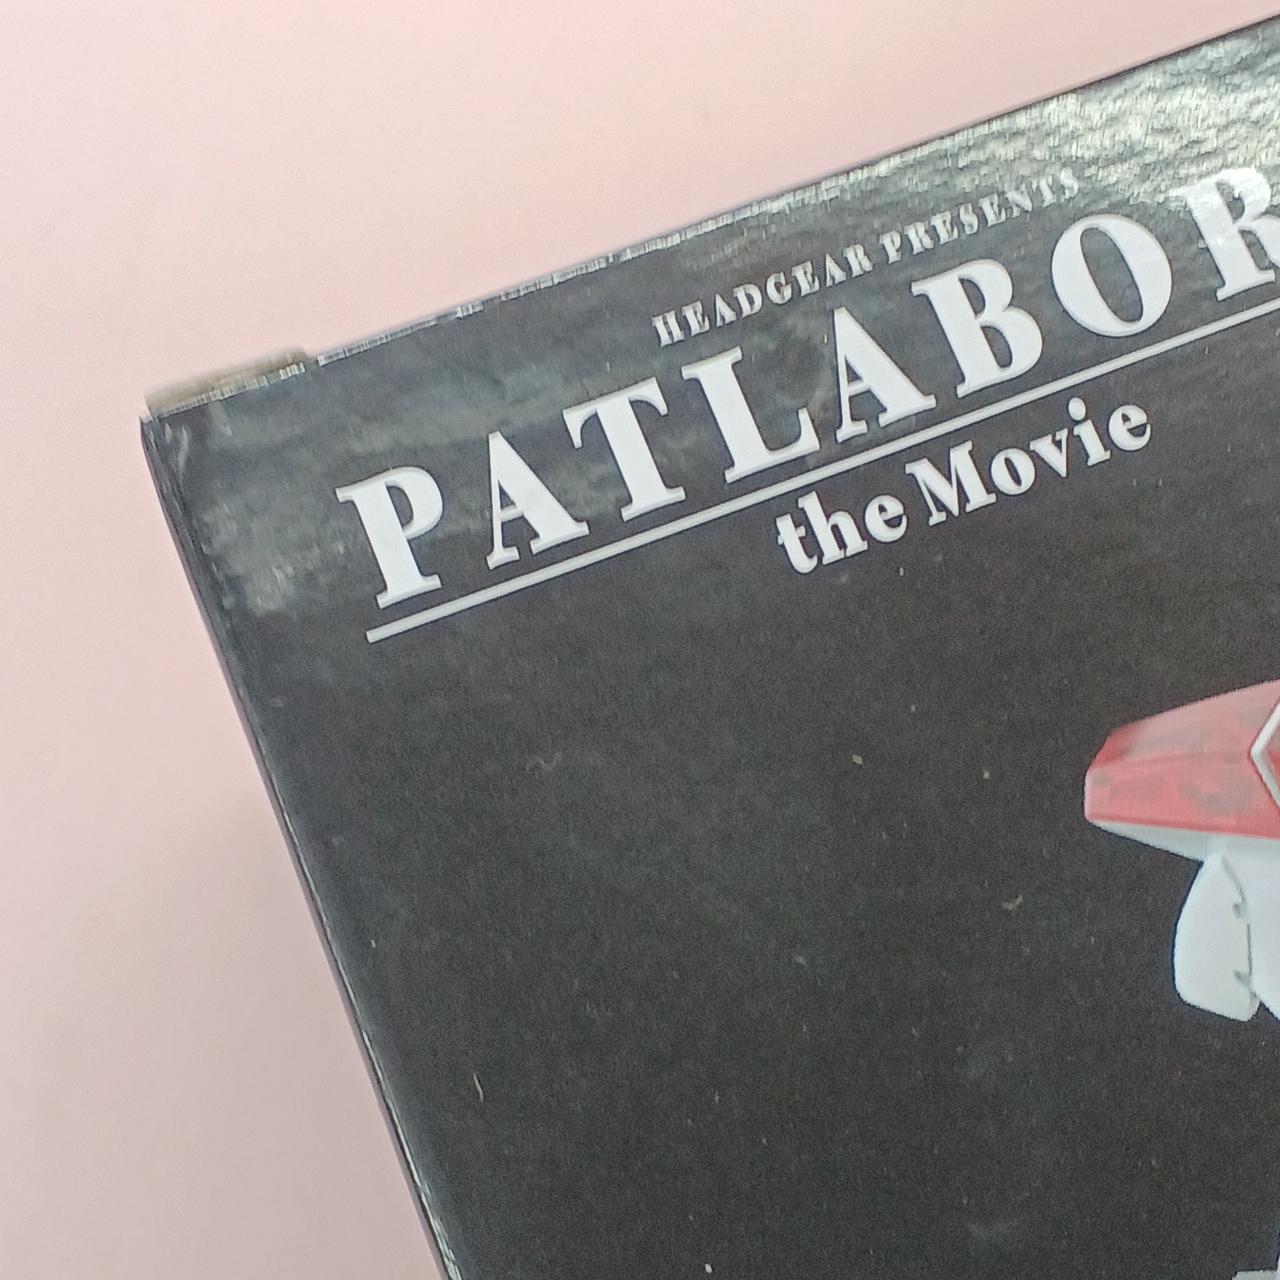 HEADGEAR PRESENTS
PATLABOR
the Movie